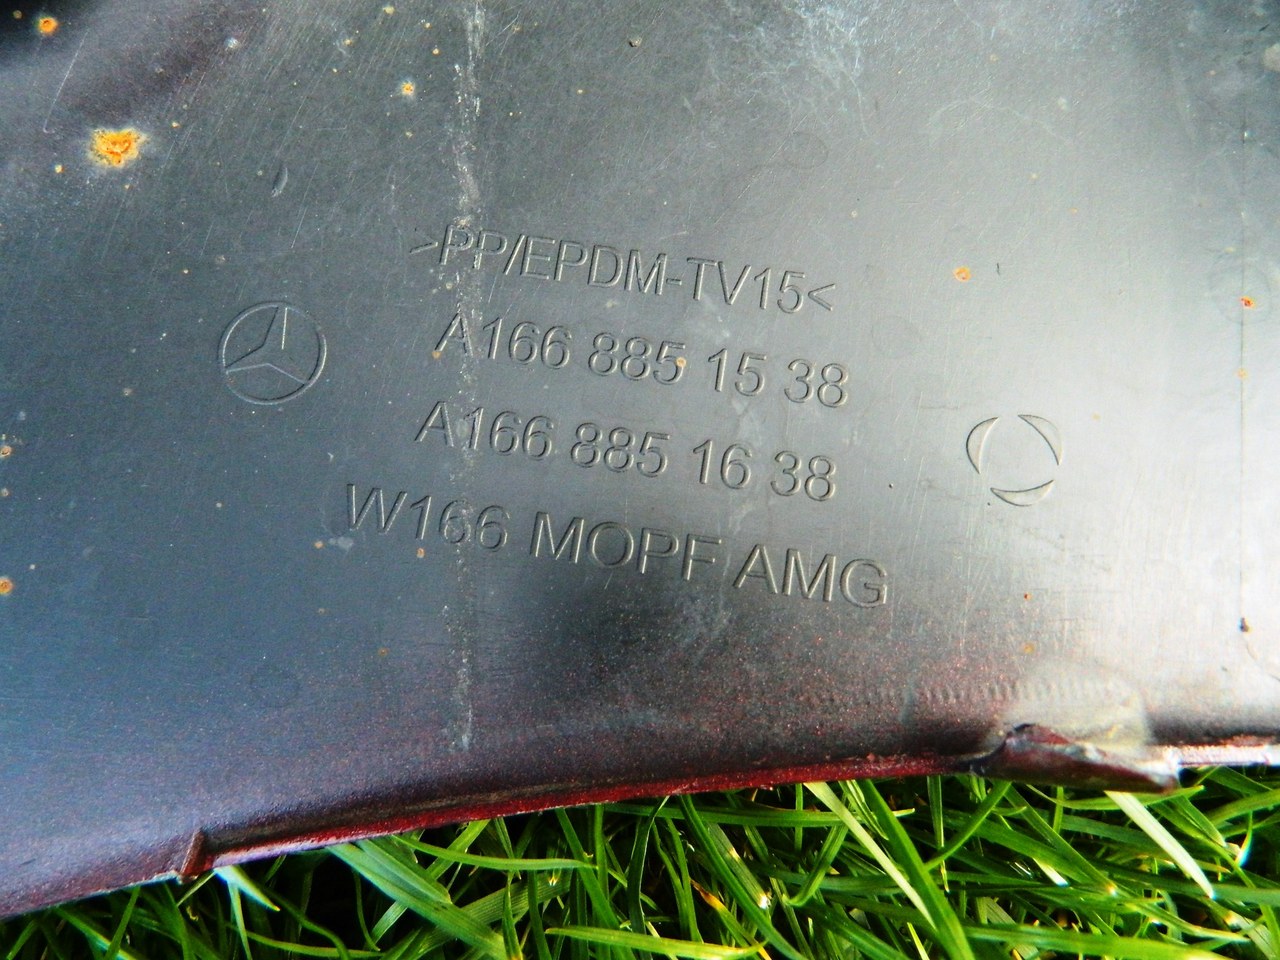 >PP/EPDM-TV15<
A166 885 15 38
A166 885 16 38
W166 MOPF AMG